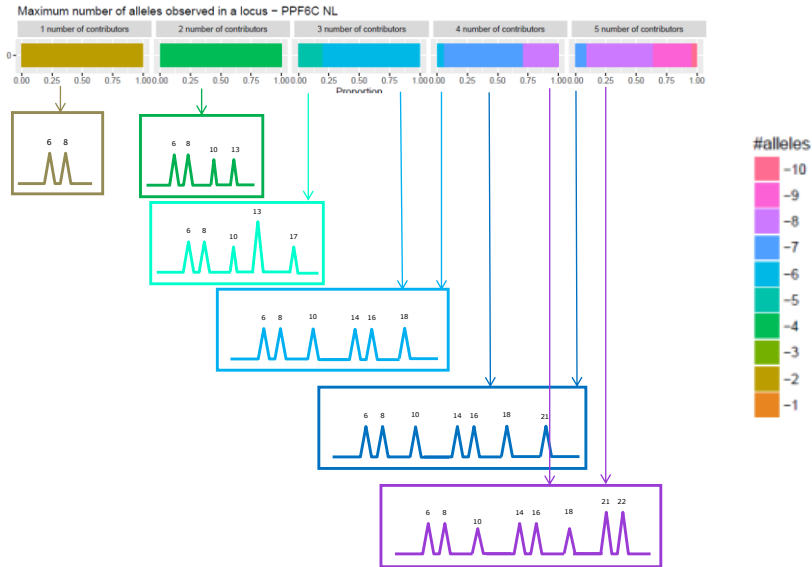 Maximum number of alleles observed in a locus − PPF6C NL
1 number of contributors 2 number of contributors 3 number of contributors 4 number of contributors 5 number of contributors
0
0.00 0.25 0.50 0.75 1.00 0.00 0.25 0.50 0.75 1.00 0.00 0.25 0.50 0.75 1.00 0.00 0.25 0.50 0.75 1.00 0.00 0.25 0.50 0.75 1.00
Proportion
6 8
6 8 10 13
6 8 10 13 17
6 8 10 14 16 18
6 8 10 14 16 18 21
6 8 10 14 16 18 21 22
#alleles
−10
−9
−8
−7
−6
−5
−4
−3
−2
−1